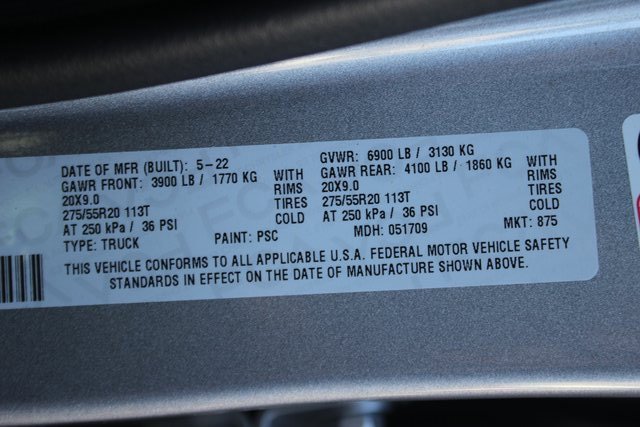 DATE OF MFR (BUILT): 5-22 GVWR: 6900 LB / 3130 KG
GAWR FRONT: 3900 LB / 1770 KG WITH GAWR REAR: 4100 LB / 1860 KG WITH
20X9.0 RIMS 20X9.0 RIMS
275/55R20 113T TIRES 275/55R20 113T TIRES
AT 250 kPa / 36 PSI COLD AT 250 kPa / 36 PSI COLD
TYPE: TRUCK PAINT: PSC MDH: 051709 MKT: 875
THIS VEHICLE CONFORMS TO ALL APPLICABLE U.S.A. FEDERAL MOTOR VEHICLE SAFETY
STANDARDS IN EFFECT ON THE DATE OF MANUFACTURE SHOWN ABOVE.